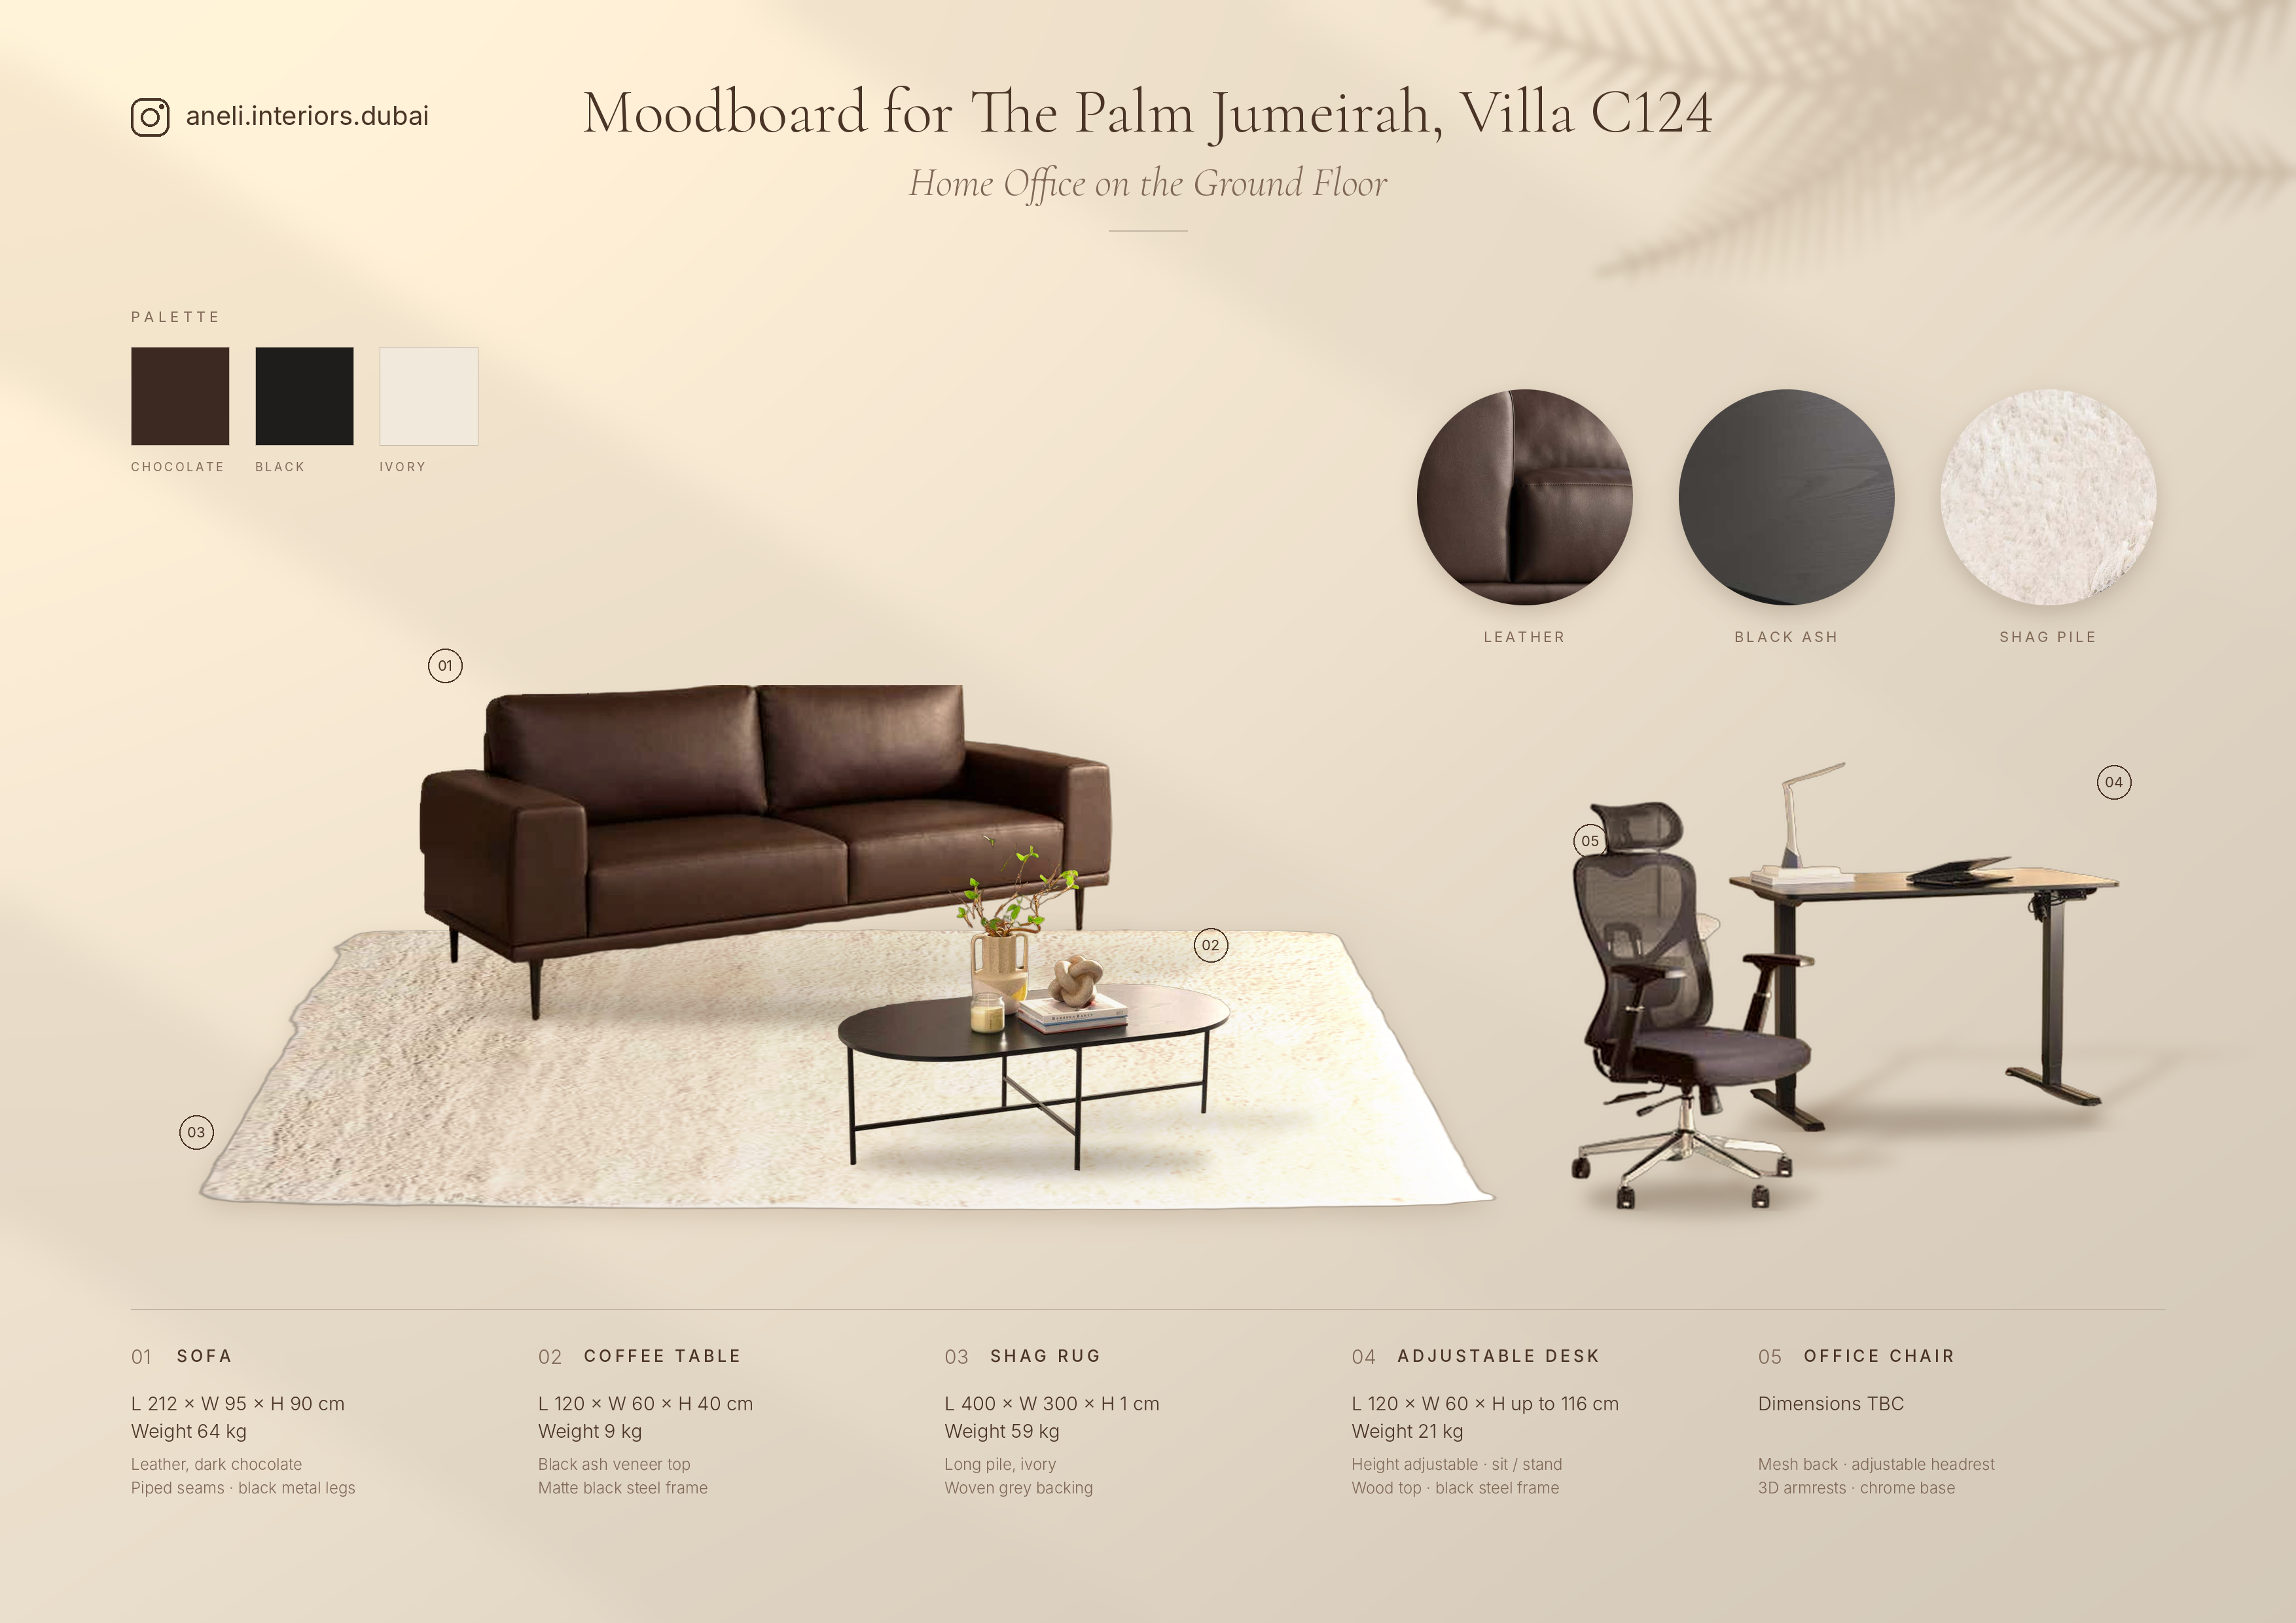 aneli.interiors.dubai
Moodboard for The Palm Jumeirah, Villa C124
Home Office on the Ground Floor
PALETTE
CHOCOLATE
BLACK
IVORY
LEATHER
BLACK ASH
SHAG PILE
01
04
05
02
03
01 SOFA
L 212 × W 95 × H 90 cm
Weight 64 kg
Leather, dark chocolate
Piped seams · black metal legs
02 COFFEE TABLE
L 120 × W 60 × H 40 cm
Weight 9 kg
Black ash veneer top
Matte black steel frame
03 SHAG RUG
L 400 × W 300 × H 1 cm
Weight 59 kg
Long pile, ivory
Woven grey backing
04 ADJUSTABLE DESK
L 120 × W 60 × H up to 116 cm
Weight 21 kg
Height adjustable · sit / stand
Wood top · black steel frame
05 OFFICE CHAIR
Dimensions TBC
Mesh back · adjustable headrest
3D armrests · chrome base